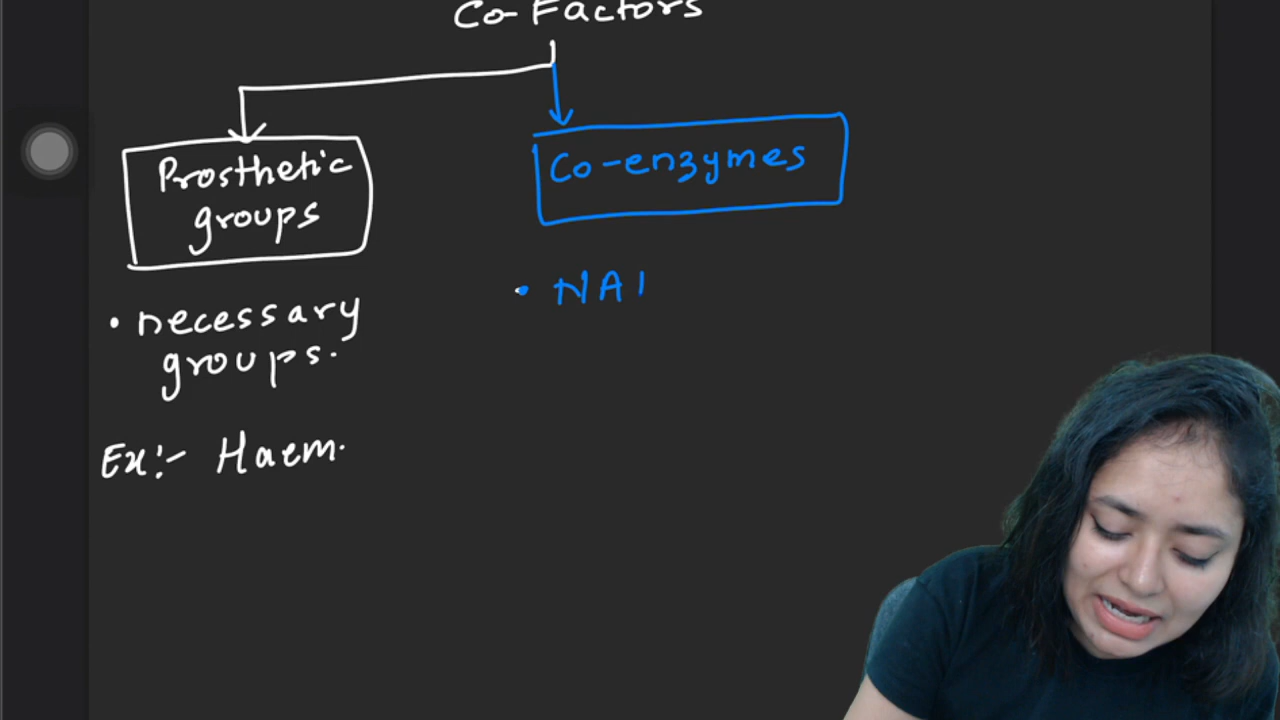 Co-Factors
Prosthetic
groups
Co-enzymes
• necessary
groups.
Ex:- Haem.
• NAI